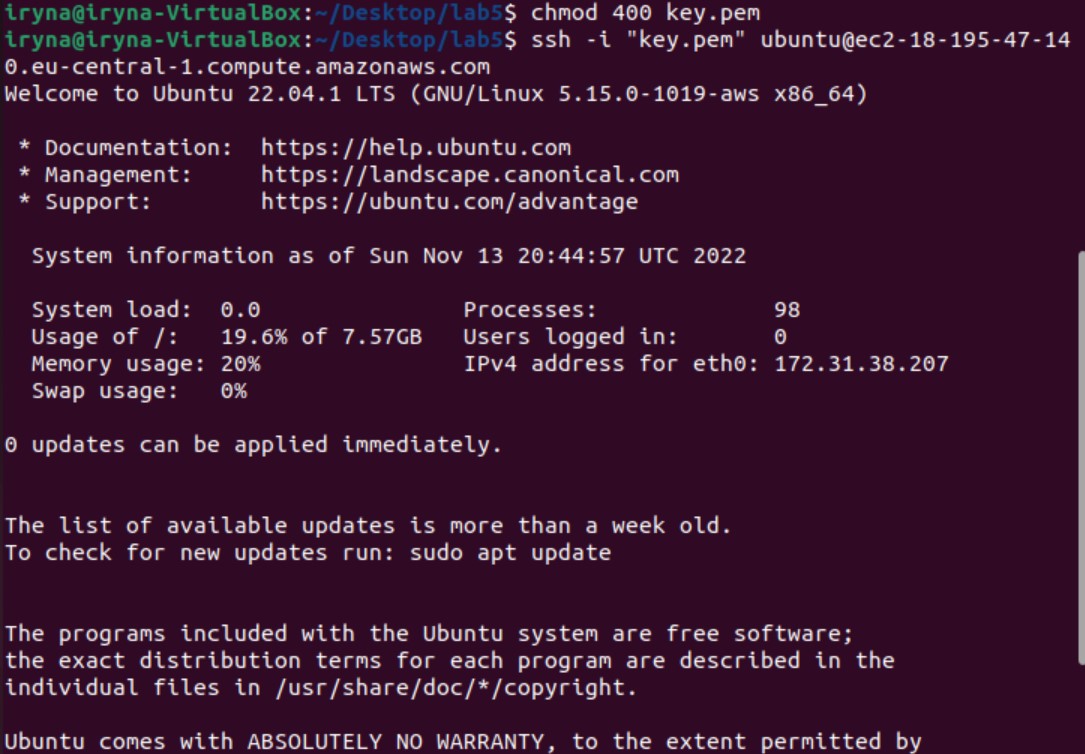 iryna@iryna-VirtualBox:~/Desktop/lab5$ chmod 400 key.pem
iryna@iryna-VirtualBox:~/Desktop/lab5$ ssh -i "key.pem" ubuntu@ec2-18-195-47-14
0.eu-central-1.compute.amazonaws.com
Welcome to Ubuntu 22.04.1 LTS (GNU/Linux 5.15.0-1019-aws x86_64)
* Documentation:  https://help.ubuntu.com
* Management:     https://landscape.canonical.com
* Support:        https://ubuntu.com/advantage
System information as of Sun Nov 13 20:44:57 UTC 2022
System load:  0.0               Processes:             98
Usage of /:   19.6% of 7.57GB   Users logged in:       0
Memory usage: 20%               IPv4 address for eth0: 172.31.38.207
Swap usage:   0%
0 updates can be applied immediately.
The list of available updates is more than a week old.
To check for new updates run: sudo apt update
The programs included with the Ubuntu system are free software;
the exact distribution terms for each program are described in the
individual files in /usr/share/doc/*/copyright.
Ubuntu comes with ABSOLUTELY NO WARRANTY, to the extent permitted by